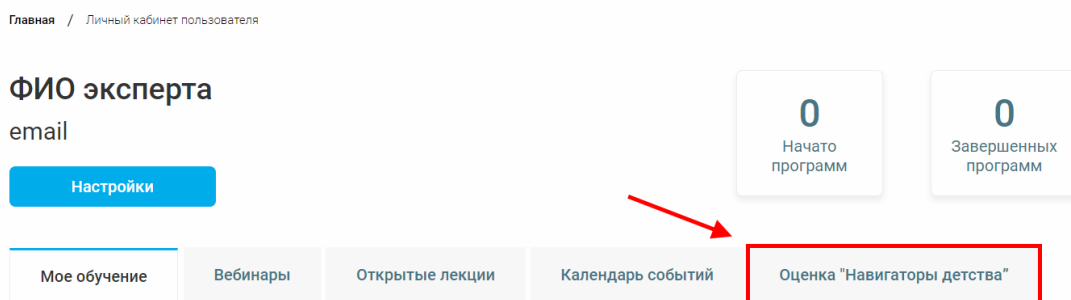 Главная / Личный кабинет пользователя
ФИО эксперта
email
Настройки
0
Начато
программ
0
Завершенных
программ
Мое обучение
Вебинары
Открытые лекции
Календарь событий
Оценка "Навигаторы детства”